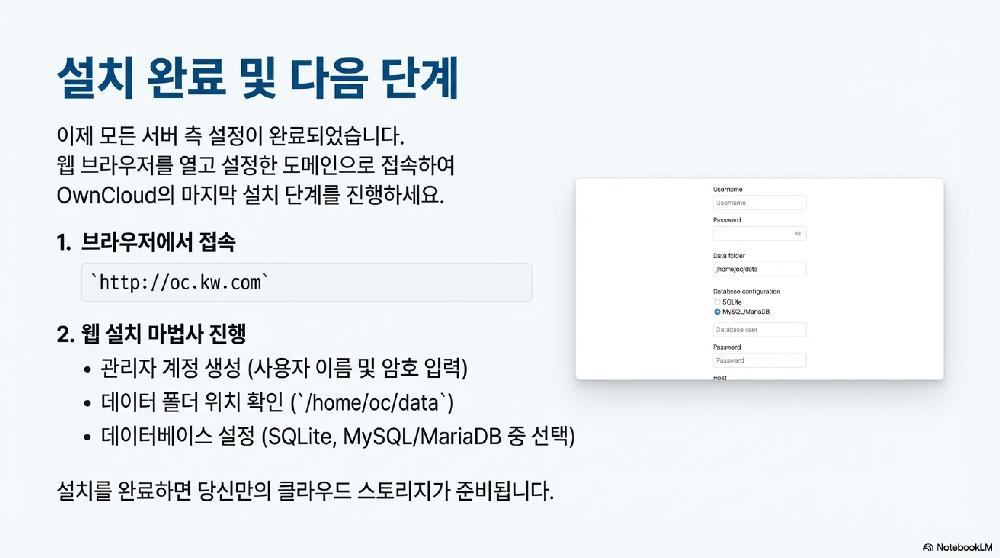 설치 완료 및 다음 단계
이제 모든 서버 측 설정이 완료되었습니다.
웹 브라우저를 열고 설정한 도메인으로 접속하여
OwnCloud의 마지막 설치 단계를 진행하세요.
1. 브라우저에서 접속
`http://oc.kw.com`
2. 웹 설치 마법사 진행
• 관리자 계정 생성 (사용자 이름 및 암호 입력)
• 데이터 폴더 위치 확인 (`/home/oc/data`)
• 데이터베이스 설정 (SQLite, MySQL/MariaDB 중 선택)
설치를 완료하면 당신만의 클라우드 스토리지가 준비됩니다.
Username
Username
Password
Data folder
/home/oc/dsta
Database configuration
5QLite
MySQL/MarisDB
Database user
Password
Password
Host
NotebookLM